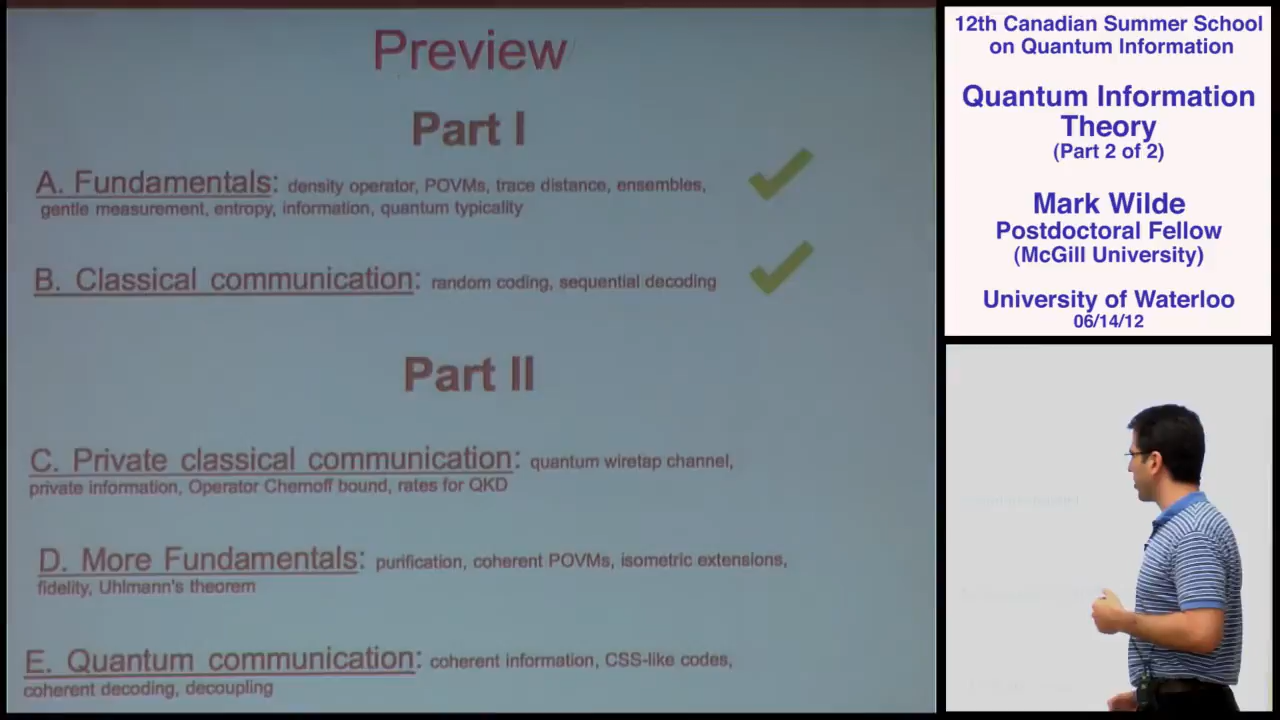 Preview
Part I
A. Fundamentals: density operator, POVMs, trace distance, ensembles,
gentle measurement, entropy, information, quantum typicality
B. Classical communication: random coding, sequential decoding
Part II
C. Private classical communication: quantum wiretap channel,
private information, Operator Chernoff bound, rates for QKD
D. More Fundamentals: purification, coherent POVMs, isometric extensions,
fidelity, Uhlmann's theorem
E. Quantum communication: coherent information, CSS-like codes,
coherent decoding, decoupling
12th Canadian Summer School
on Quantum Information
Quantum Information
Theory
(Part 2 of 2)
Mark Wilde
Postdoctoral Fellow
(McGill University)
University of Waterloo
06/14/12